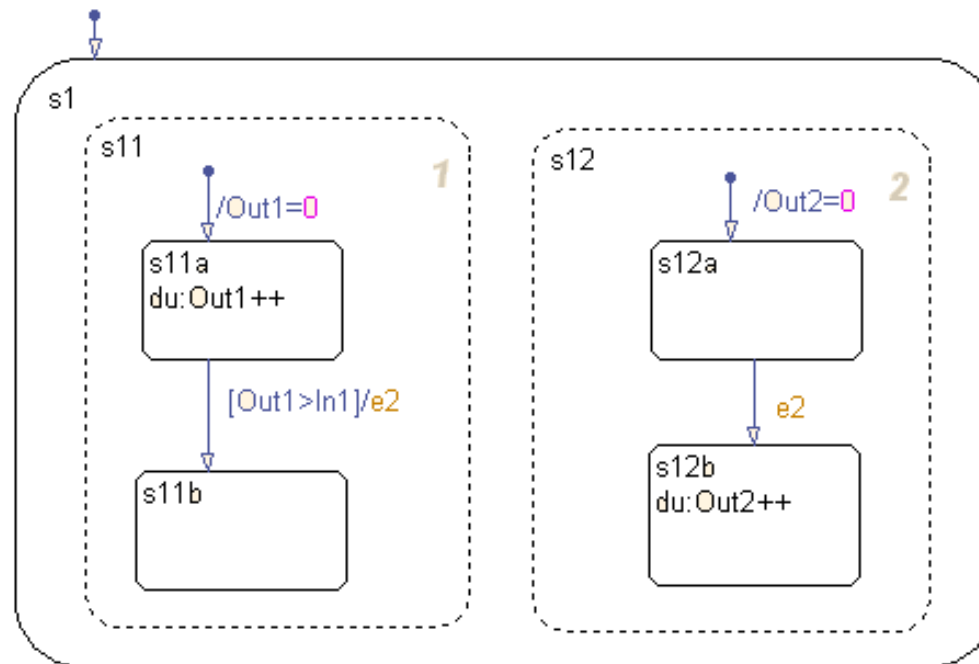 s1
s11
1
/Out1=0
s11a
du:Out1++
[Out1>In1]/e2
s11b
s12
2
/Out2=0
s12a
e2
s12b
du:Out2++